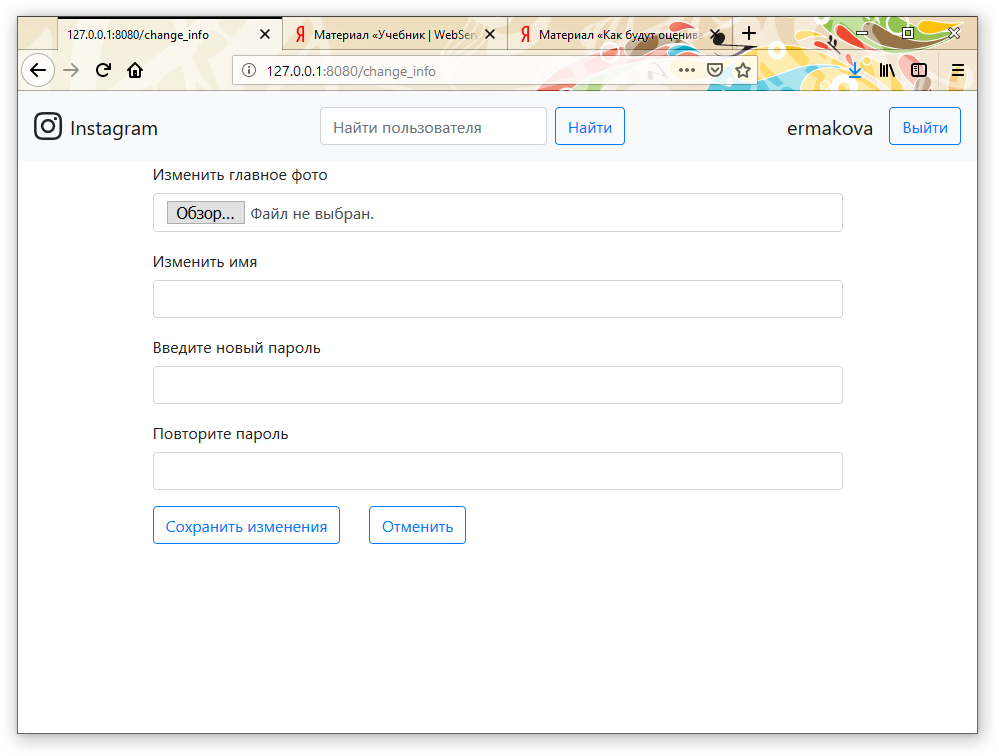 127.0.0.1:8080/change_info
Материал «Учебник | WebSer
Материал «Как будут оценив
127.0.0.1:8080/change_info
Instagram
Найти пользователя
Найти
ermakova
Выйти
Изменить главное фото
Обзор... Файл не выбран.
Изменить имя
Введите новый пароль
Повторите пароль
Сохранить изменения
Отменить